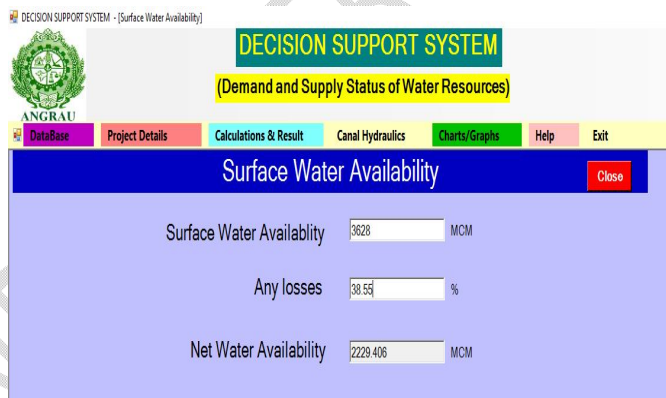 DECISION SUPPORT SYSTEM - [Surface Water Availability]
DECISION SUPPORT SYSTEM
(Demand and Supply Status of Water Resources)
ANGRAU
DataBase Project Details Calculations & Result Canal Hydraulics Charts/Graphs Help Exit
Surface Water Availability Close
Surface Water Availablity 3628 MCM
Any losses 38.55 %
Net Water Availability 2229.406 MCM